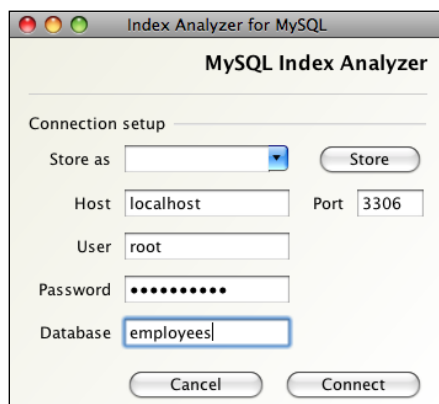 Index Analyzer for MySQL
MySQL Index Analyzer
Connection setup
Store as Store
Host localhost Port 3306
User root
Password ••••••••••
Database employees
Cancel Connect